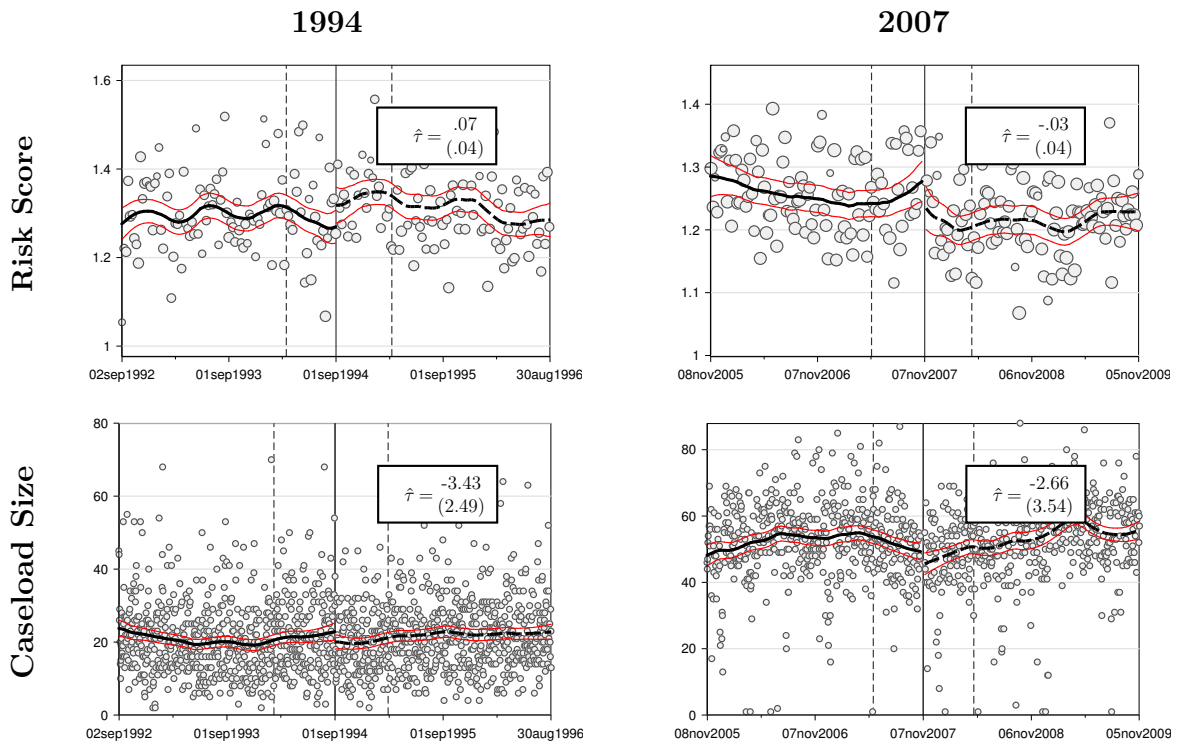 1994
2007
Risk Score
1.6
1.4
1.2
1
τ̂ = .07
(.04)
02sep1992 01sep1993 01sep1994 01sep1995 30aug1996
1.4
1.3
1.2
1.1
1
τ̂ = -.03
(.04)
08nov2005 07nov2006 07nov2007 06nov2008 05nov2009
Caseload Size
80
60
40
20
0
τ̂ = -3.43
(2.49)
02sep1992 01sep1993 01sep1994 01sep1995 30aug1996
80
60
40
20
0
τ̂ = -2.66
(3.54)
08nov2005 07nov2006 07nov2007 06nov2008 05nov2009